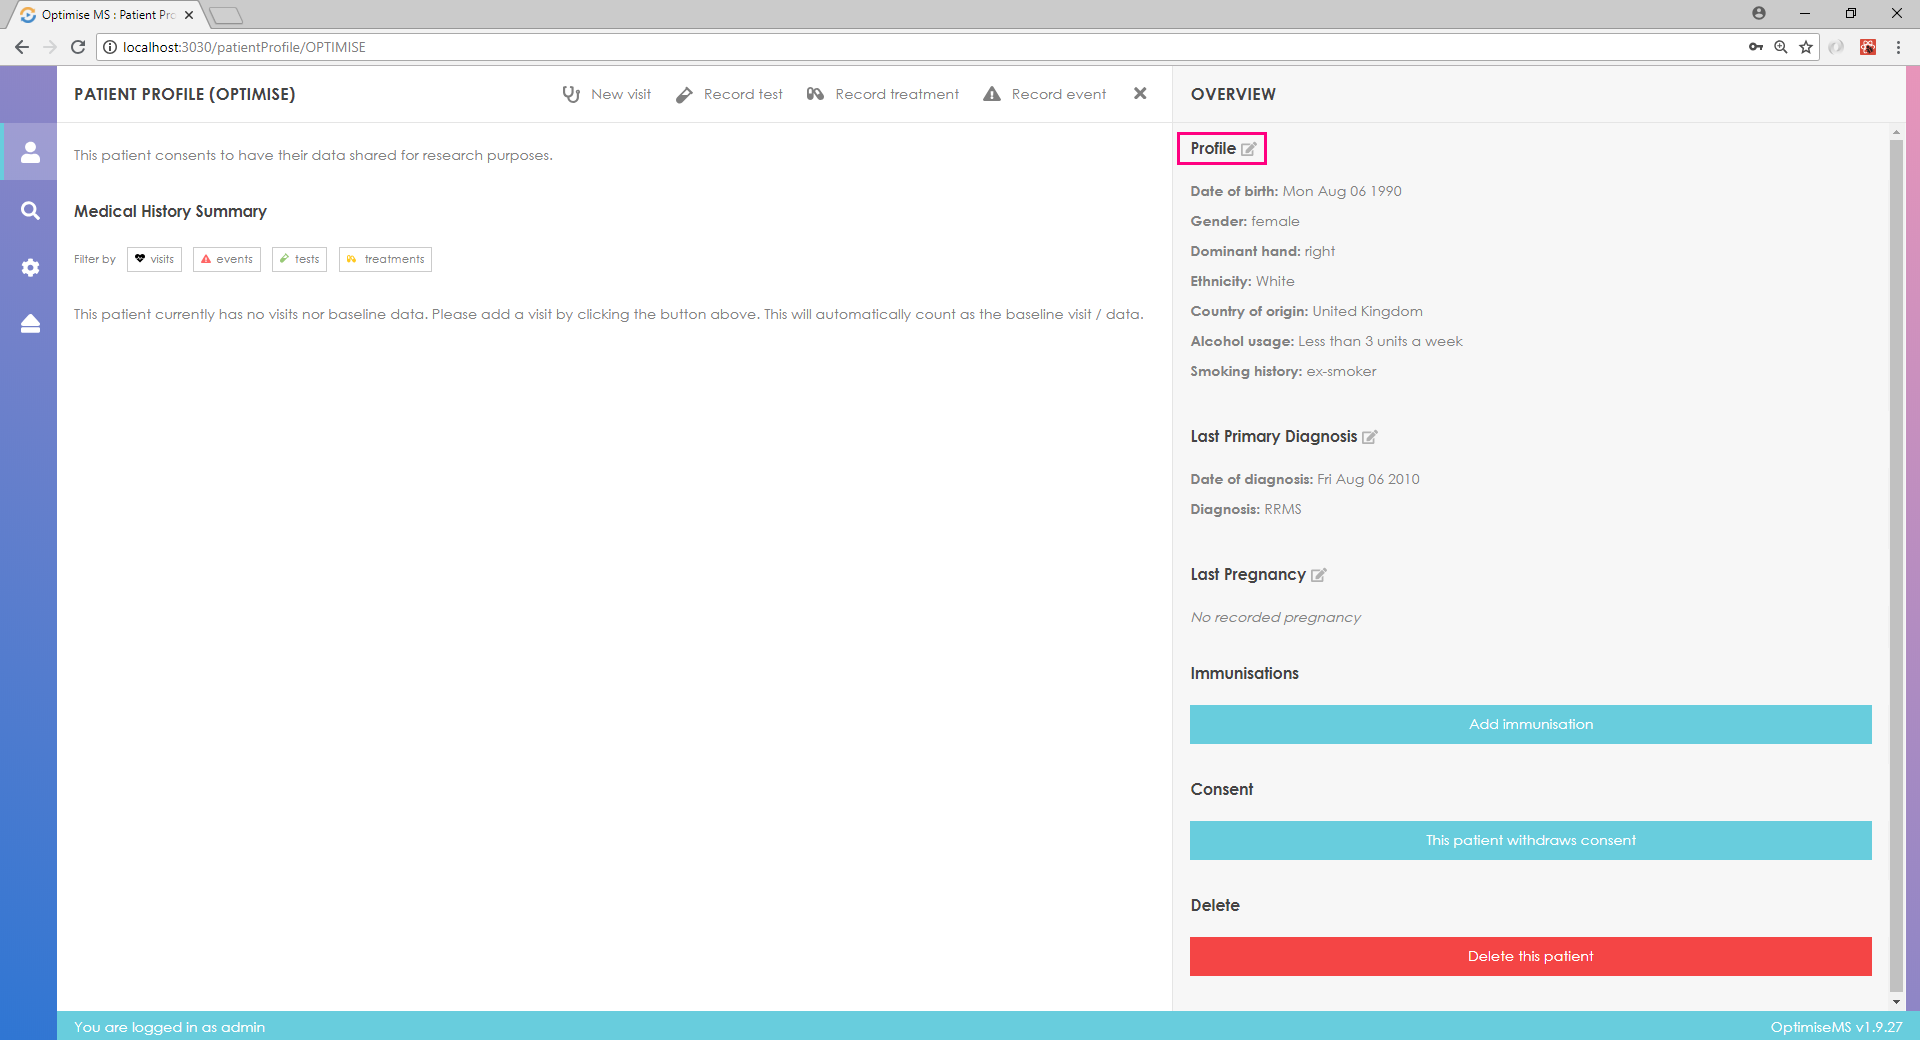 Optimise MS : Patient Pro
localhost:3030/patientProfile/OPTIMISE
PATIENT PROFILE (OPTIMISE)
New visit
Record test
Record treatment
Record event
This patient consents to have their data shared for research purposes.
Medical History Summary
Filter by
visits
events
tests
treatments
This patient currently has no visits nor baseline data. Please add a visit by clicking the button above. This will automatically count as the baseline visit / data.
OVERVIEW
Profile
Date of birth: Mon Aug 06 1990
Gender: female
Dominant hand: right
Ethnicity: White
Country of origin: United Kingdom
Alcohol usage: Less than 3 units a week
Smoking history: ex-smoker
Last Primary Diagnosis
Date of diagnosis: Fri Aug 06 2010
Diagnosis: RRMS
Last Pregnancy
No recorded pregnancy
Immunisations
Add immunisation
Consent
This patient withdraws consent
Delete
Delete this patient
You are logged in as admin
OptimiseMS v1.9.27